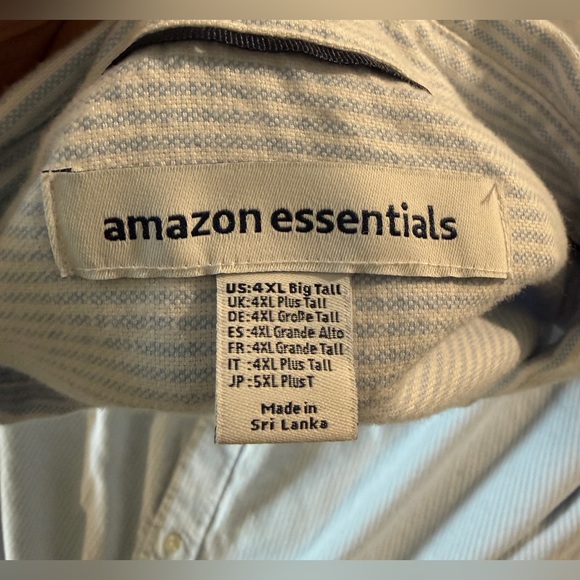 amazon essentials
US:4XL Big Tall
UK:4XL Plus Tall
DE:4XL Große Tall
ES:4XL Grande Alto
FR:4XL Grande Tall
IT :4XL Plus Tall
JP :5XL Plus T
Made in
Sri Lanka